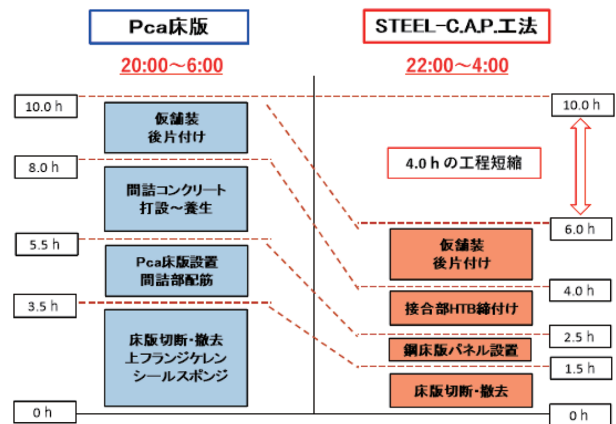 Pca床版
STEEL-C.A.P.工法
20:00～6:00
22:00～4:00
10.0 h
10.0 h
仮舗装
後片付け
4.0 h の工程短縮
8.0 h
間詰コンクリート
打設～養生
6.0 h
仮舗装
後片付け
5.5 h
Pca床版設置
間詰部配筋
4.0 h
接合部HTB締付け
3.5 h
2.5 h
鋼床版パネル設置
床版切断・撤去
上フランジケレン
シールスポンジ
1.5 h
床版切断・撤去
0 h
0 h